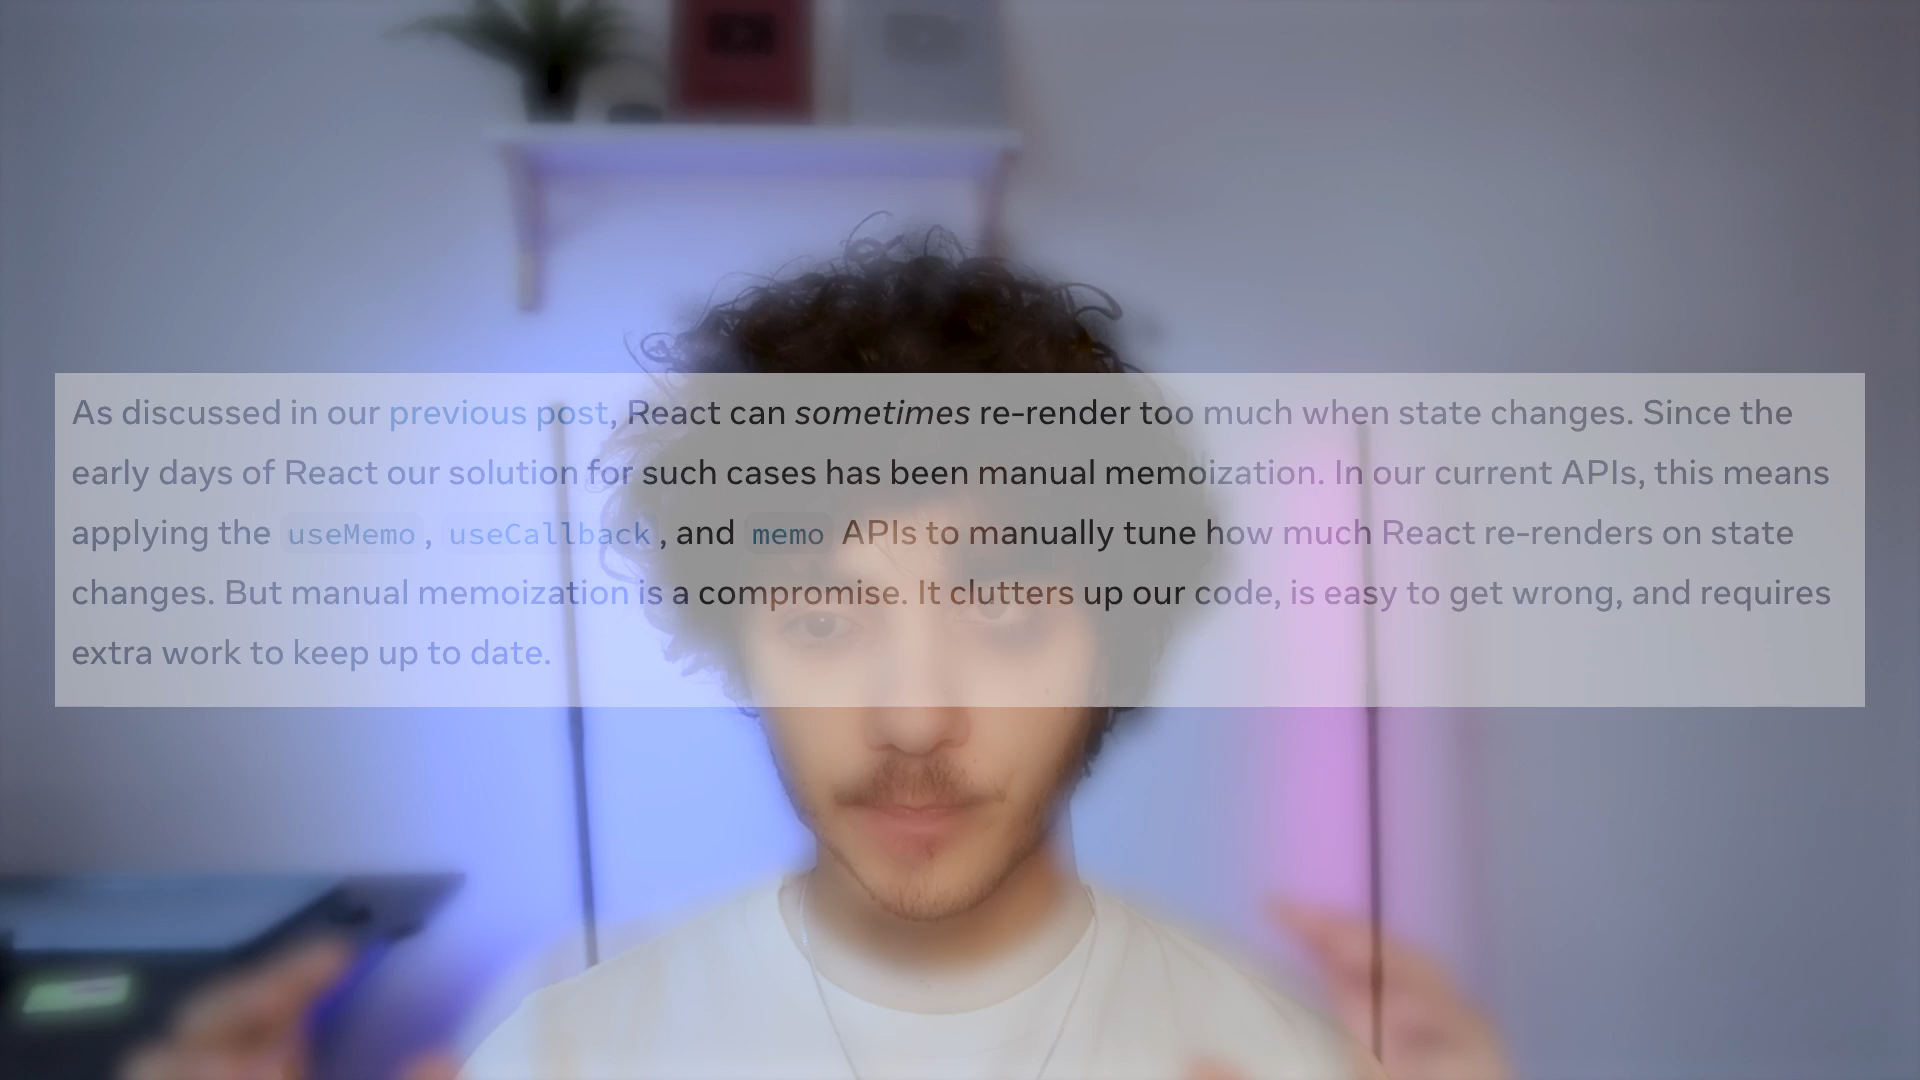 As discussed in our previous post, React can sometimes re-render too much when state changes. Since the
early days of React our solution for such cases has been manual memoization. In our current APIs, this means
applying the useMemo, useCallback, and memo APIs to manually tune how much React re-renders on state
changes. But manual memoization is a compromise. It clutters up our code, is easy to get wrong, and requires
extra work to keep up to date.